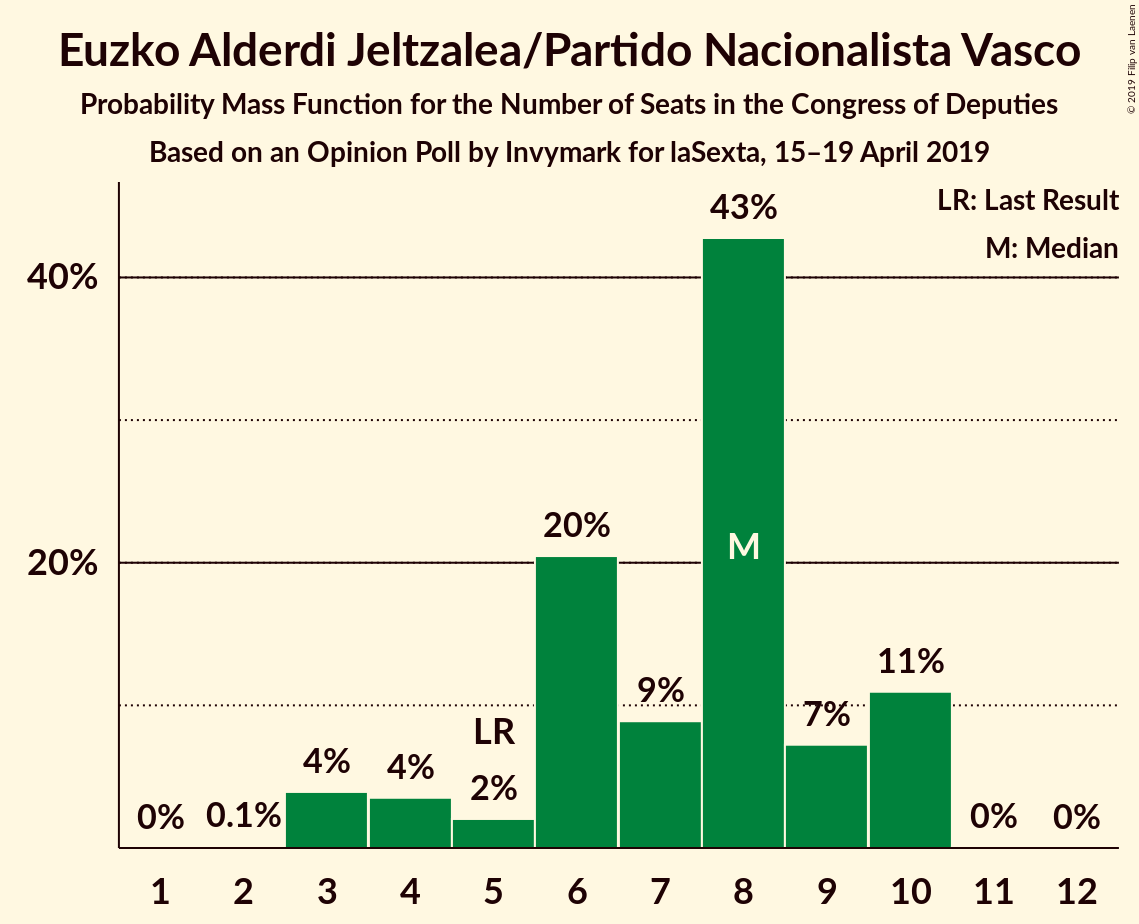 Euzko Alderdi Jeltzalea/Partido Nacionalista Vasco
Probability Mass Function for the Number of Seats in the Congress of Deputies
Based on an Opinion Poll by Invymark for laSexta, 15–19 April 2019
© 2019 Filip van Laenen
LR: Last Result
M: Median
43%
40%
M
20%
20%
11%
9%
7%
LR
4%
4%
2%
0%
0.1%
0%
0%
1 2 3 4 5 6 7 8 9 10 11 12